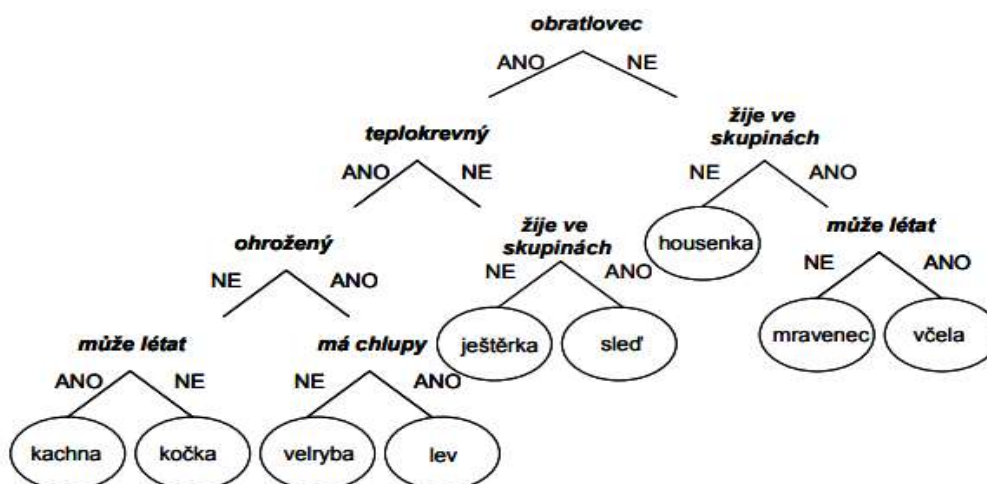 obratlovec
ANO NE
teplokrevný
žije ve
skupinách
ANO NE
NE ANO
ohrožený
žije ve
skupinách
housenka
může létat
NE ANO
NE ANO
NE ANO
může létat
má chlupy
ještěrka
sleď
mravenec
včela
ANO NE
NE ANO
kachna
kočka
velryba
lev